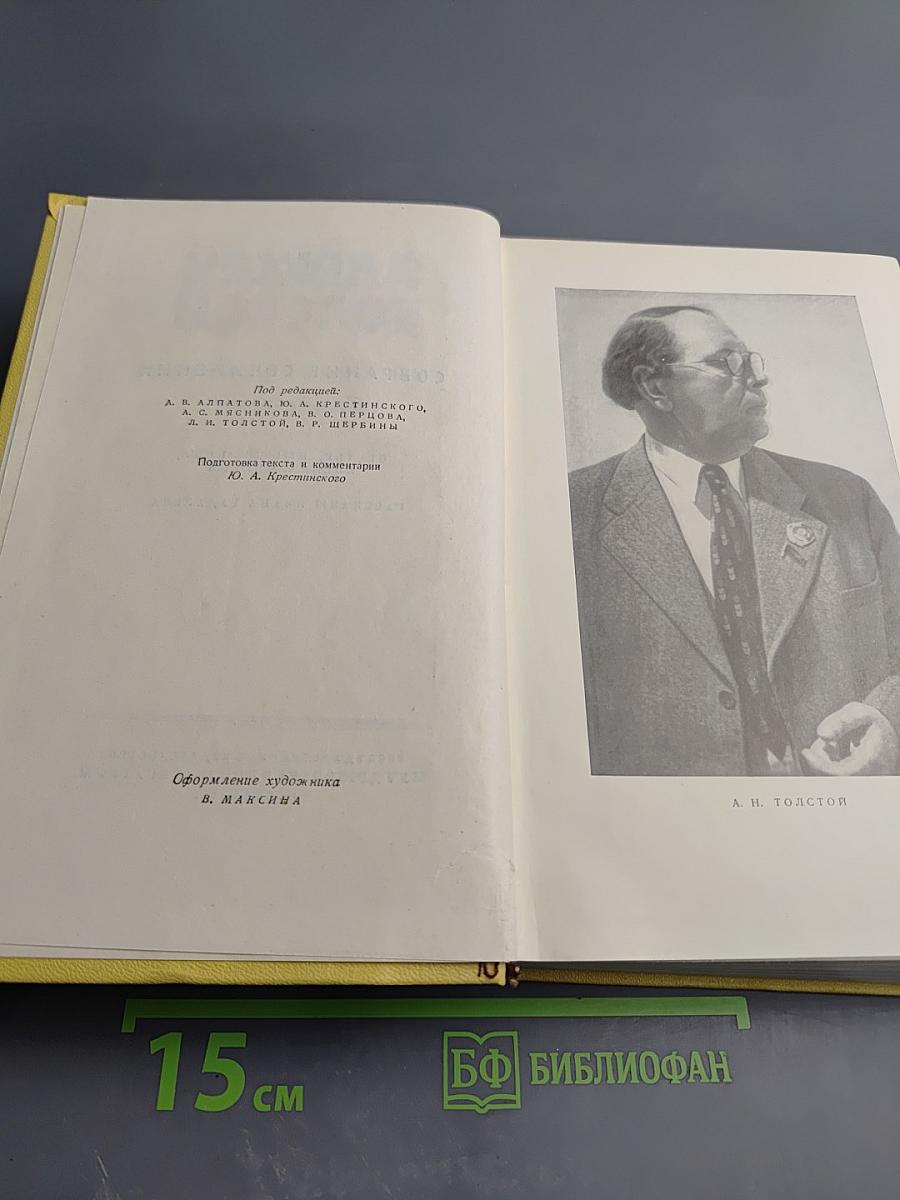 Под редакцией:
А. В. АЛПАТОВА, Ю. А. КРЕСТИНСКОГО,
А. С. МЯСНИКОВА, В. О. ПЕРЦОВА,
Л. И. ТОЛСТОЙ, В. Р. ЩЕРБИНЫ
Подготовка текста и комментарии
Ю. А. Крестинского
Оформление художника
В. МАКСИНА
А. Н. ТОЛСТОЙ
15 см
БФ БИБЛИОФАН